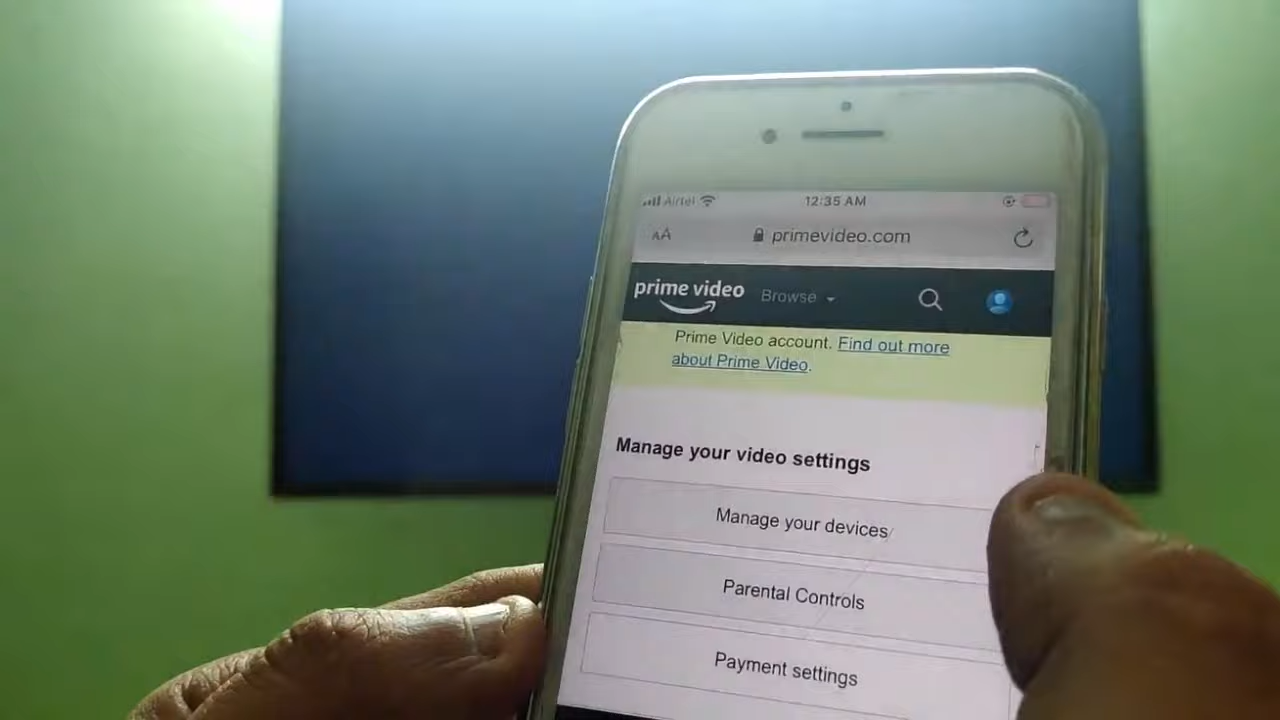 Airtel 12:35 AM
AA primevideo.com
prime video Browse
Prime Video account. Find out more
about Prime Video.
Manage your video settings
Manage your devices
Parental Controls
Payment settings